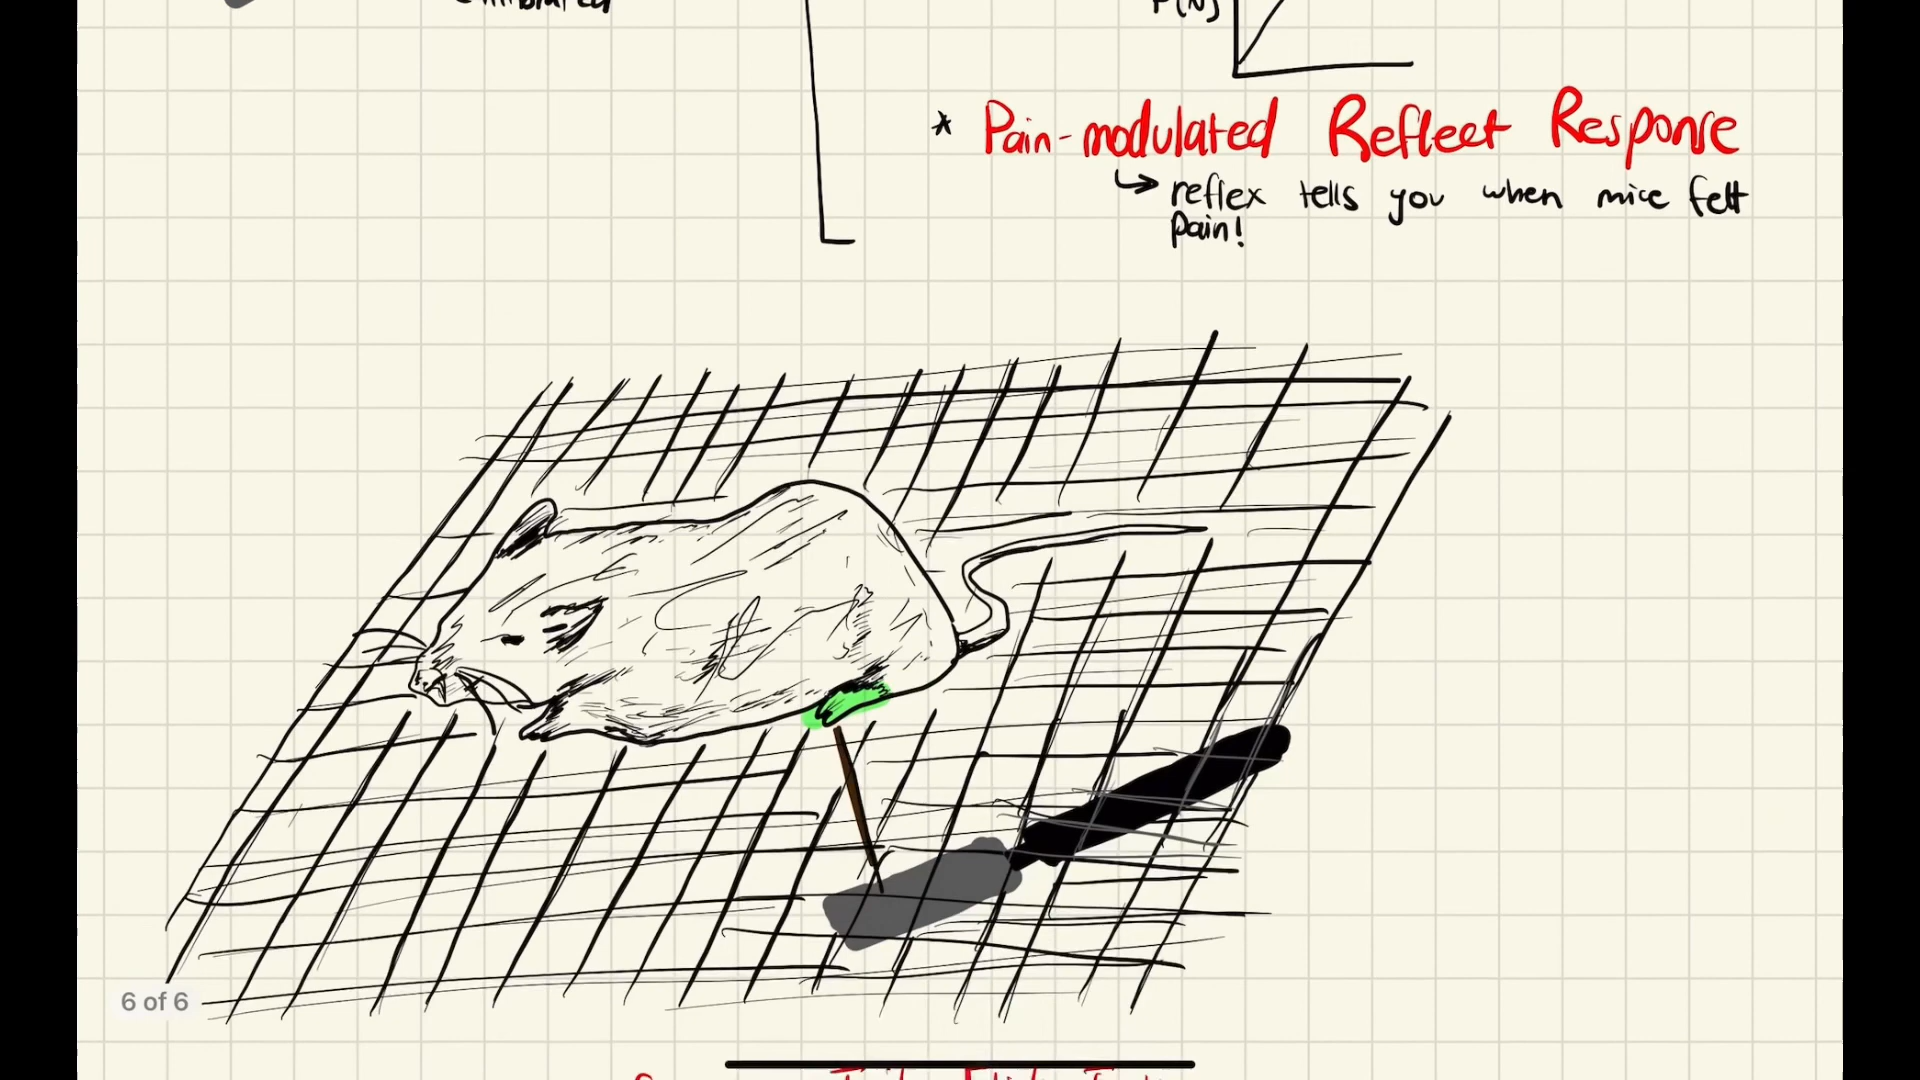 F(N)
* Pain-modulated Reflect Response
↳ reflex tells you when mice felt
pain!
6 of 6